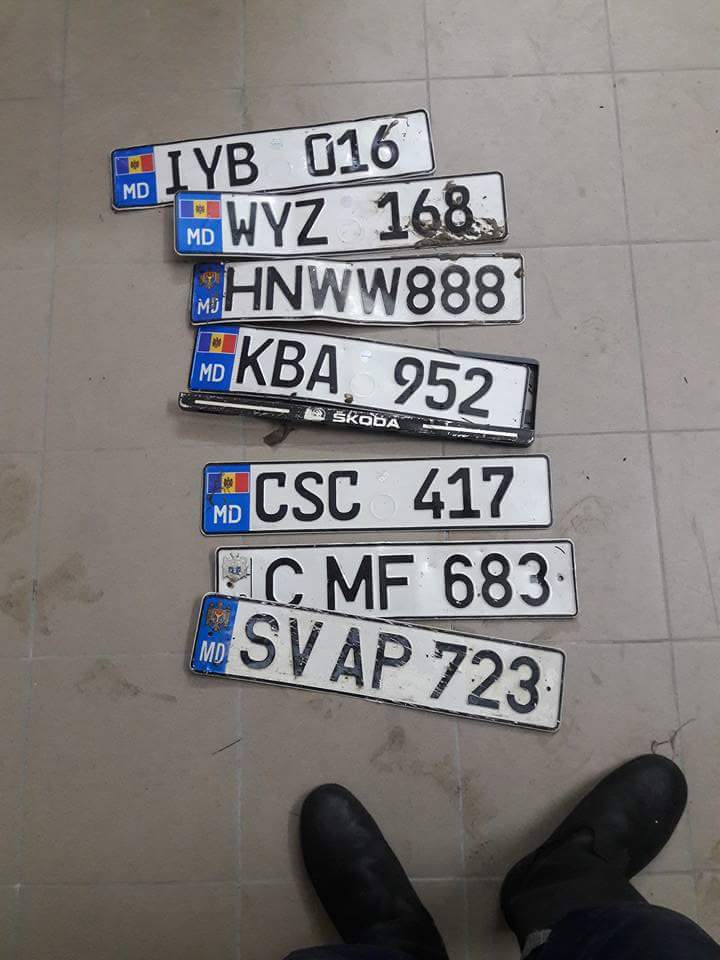 MD IYB 016
MD WYZ 168
MD HNWW888
MD KBA 952
ŠKODA
MD CSC 417
C MF 683
MD SVAP 723